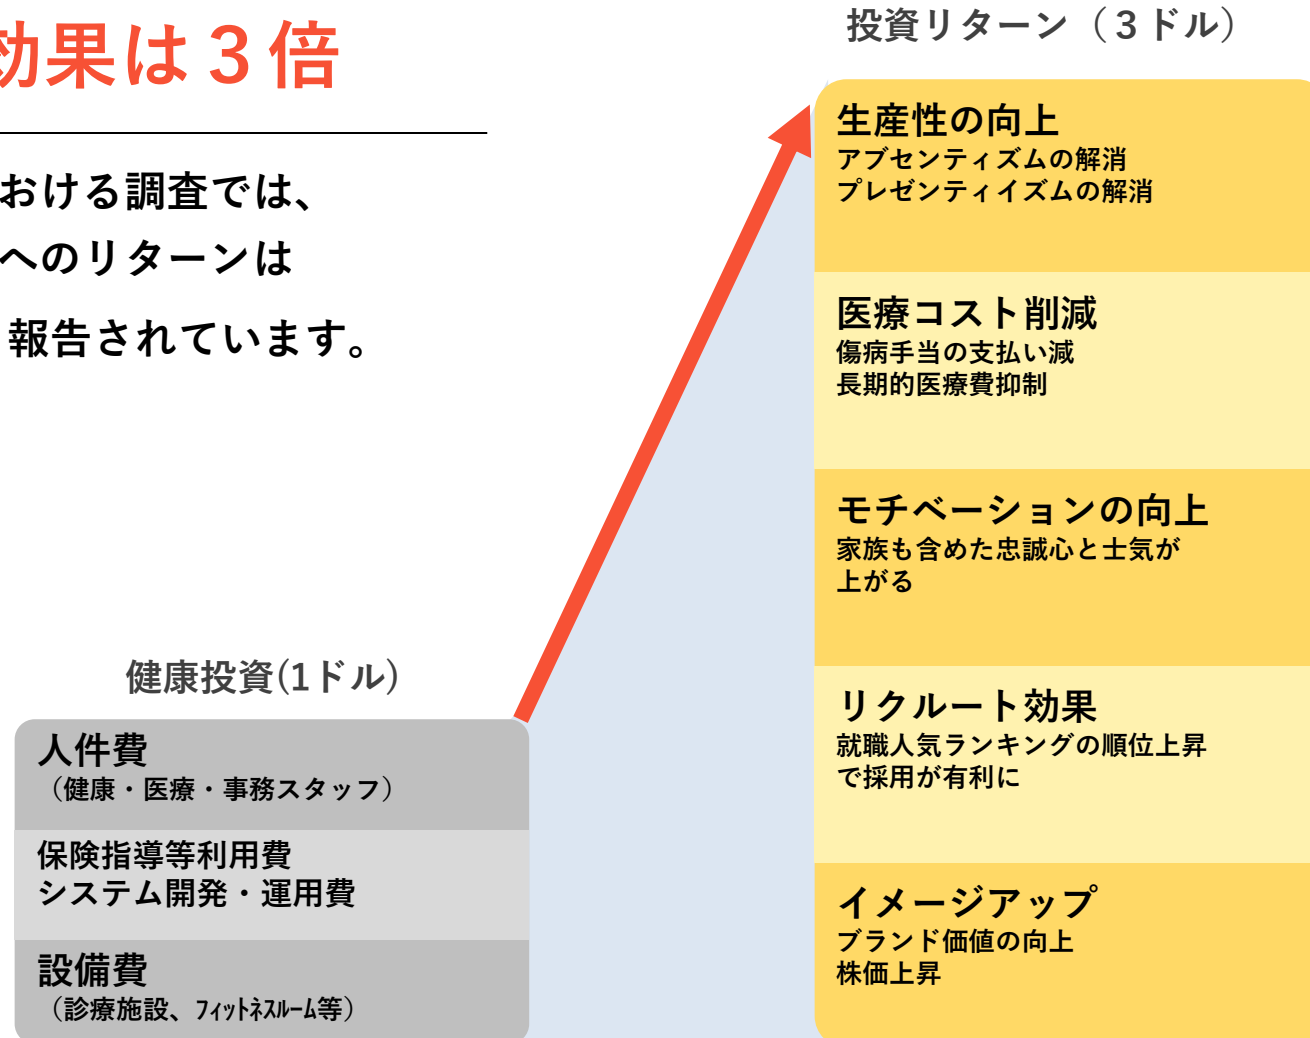 効果は３倍
おける調査では、
へのリターンは
報告されています。
健康投資(1ドル)
人件費
（健康・医療・事務スタッフ）
保険指導等利用費
システム開発・運用費
設備費
（診療施設、ﾌｨｯﾄﾈｽﾙｰﾑ等）
投資リターン（３ドル）
生産性の向上
アブセンティズムの解消
プレゼンティイズムの解消
医療コスト削減
傷病手当の支払い減
長期的医療費抑制
モチベーションの向上
家族も含めた忠誠心と士気が
上がる
リクルート効果
就職人気ランキングの順位上昇
で採用が有利に
イメージアップ
ブランド価値の向上
株価上昇